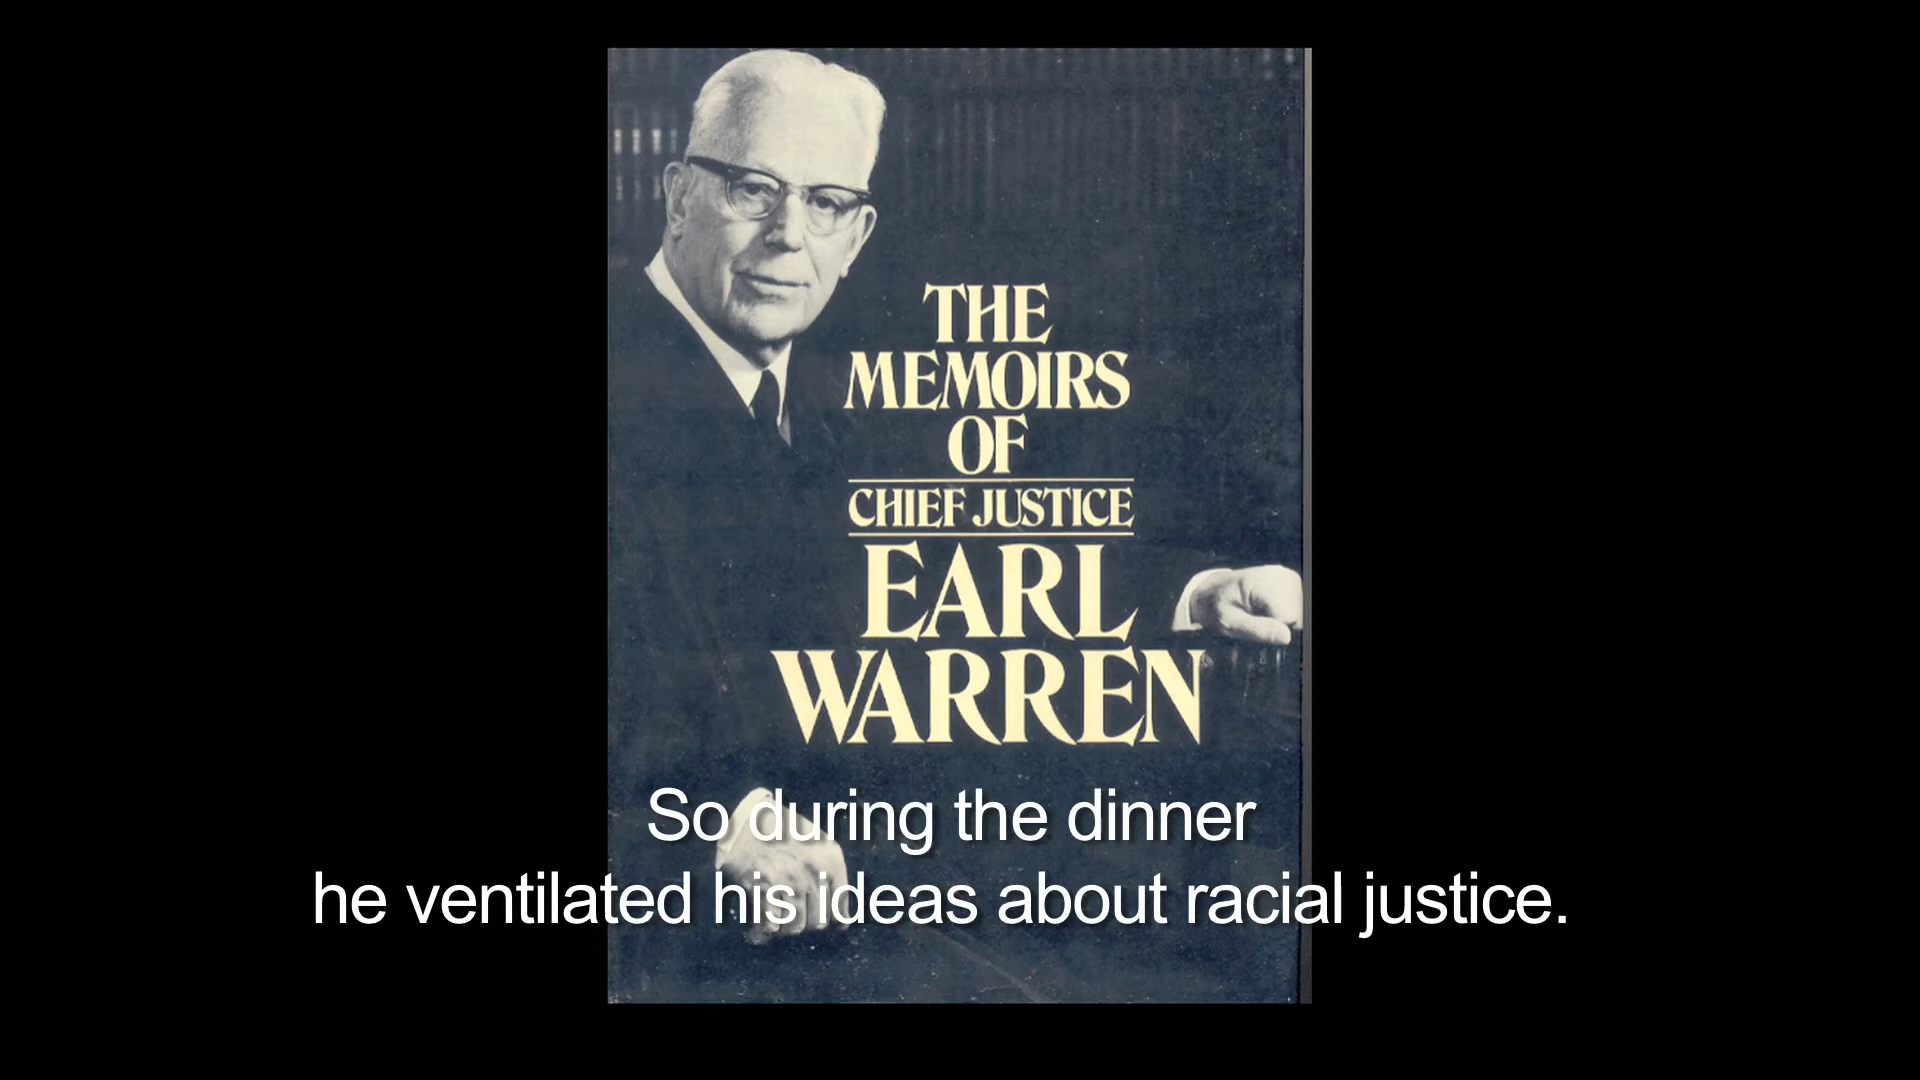 THE
MEMOIRS
OF
CHIEF JUSTICE
EARL
WARREN
So during the dinner
he ventilated his ideas about racial justice.